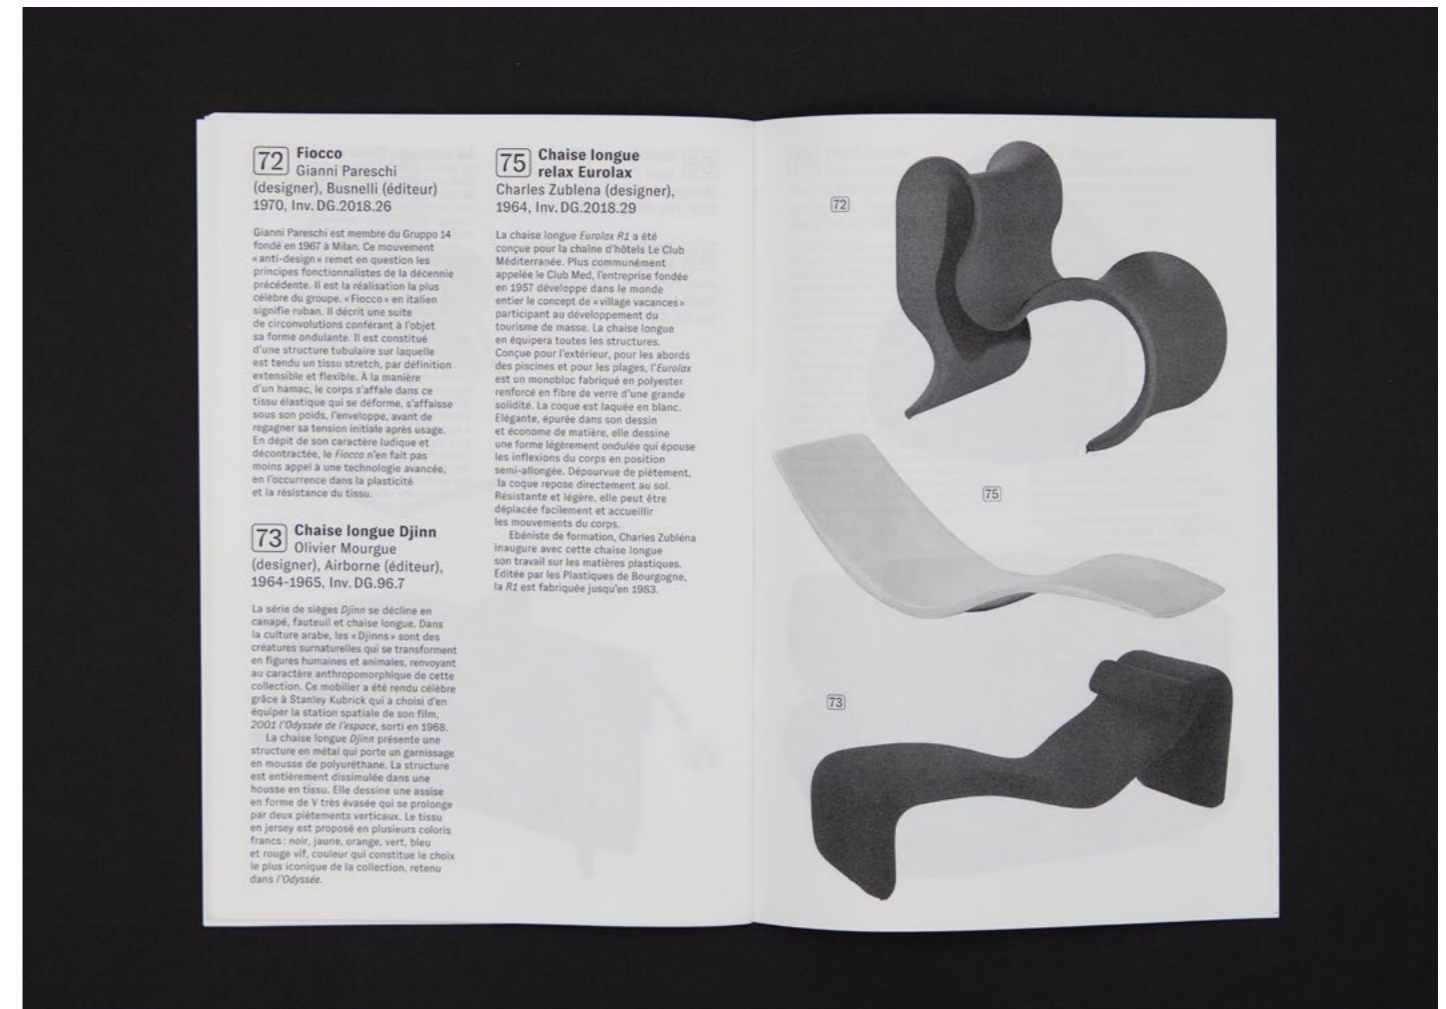 72 Fiocco
Gianni Pareschi
(designer), Busnelli (éditeur)
1970, Inv. DG.2018.26
Gianni Pareschi est membre du Gruppo 14
fondé en 1967 à Milan. Ce mouvement
« anti-design » remet en question les
principes fonctionnalistes de la décennie
précédente. Il est la réalisation la plus
célèbre du groupe. « Fiocco » en italien
signifie ruban. Il décrit une suite
de circonvolutions conférant à l'objet
sa forme ondulante. Il est constitué
d'une structure tubulaire sur laquelle
est tendu un tissu stretch, par définition
extensible et flexible. À la manière
d'un hamac, le corps s'affale dans ce
tissu élastique qui se déforme, s'affaisse
sous son poids, l'enveloppe, avant de
regagner sa tension initiale après usage.
En dépit de son caractère ludique et
décontractée, le Fiocco n'en fait pas
moins appel à une technologie avancée,
en l'occurrence dans la plasticité
et la résistance du tissu.
73 Chaise longue Djinn
Olivier Mourgue
(designer), Airborne (éditeur),
1964-1965, Inv. DG.96.7
La série de sièges Djinn se décline en
canapé, fauteuil et chaise longue. Dans
la culture arabe, les « Djinns » sont des
créatures surnaturelles qui se transforment
en figures humaines et animales, renvoyant
au caractère anthropomorphique de cette
collection. Ce mobilier a été rendu célèbre
grâce à Stanley Kubrick qui a choisi d'en
équiper la station spatiale de son film,
2001 l'Odyssée de l'espace, sorti en 1968.
La chaise longue Djinn présente une
structure en métal qui porte un garnissage
en mousse de polyuréthane. La structure
est entièrement dissimulée dans une
housse en tissu. Elle dessine une assise
en forme de V très évasée qui se prolonge
par deux piètements verticaux. Le tissu
en jersey est proposé en plusieurs coloris
francs : noir, jaune, orange, vert, bleu
et rouge vif, couleur qui constitue le choix
le plus iconique de la collection, retenu
dans l'Odyssée.
75 Chaise longue
relax Eurolax
Charles Zublena (designer),
1964, Inv. DG.2018.29
La chaise longue Eurolax R1 a été
conçue pour la chaîne d'hôtels Le Club
Méditerranée. Plus communément
appelée le Club Med, l'entreprise fondée
en 1957 développe dans le monde
entier le concept de « village vacances »
participant au développement du
tourisme de masse. La chaise longue
en équipera toutes les structures.
Conçue pour l'extérieur, pour les abords
des piscines et pour les plages, l'Eurolax
est un monobloc fabriqué en polyester
renforcé en fibre de verre d'une grande
solidité. La coque est laquée en blanc.
Elégante, épurée dans son dessin
et économe de matière, elle dessine
une forme légèrement ondulée qui épouse
les inflexions du corps en position
semi-allongée. Dépourvue de piètement,
la coque repose directement au sol.
Résistante et légère, elle peut être
déplacée facilement et accueillir
les mouvements du corps.
Ebéniste de formation, Charles Zubléna
inaugure avec cette chaise longue
son travail sur les matières plastiques.
Éditée par les Plastiques de Bourgogne,
la R1 est fabriquée jusqu'en 1983.
72
75
73